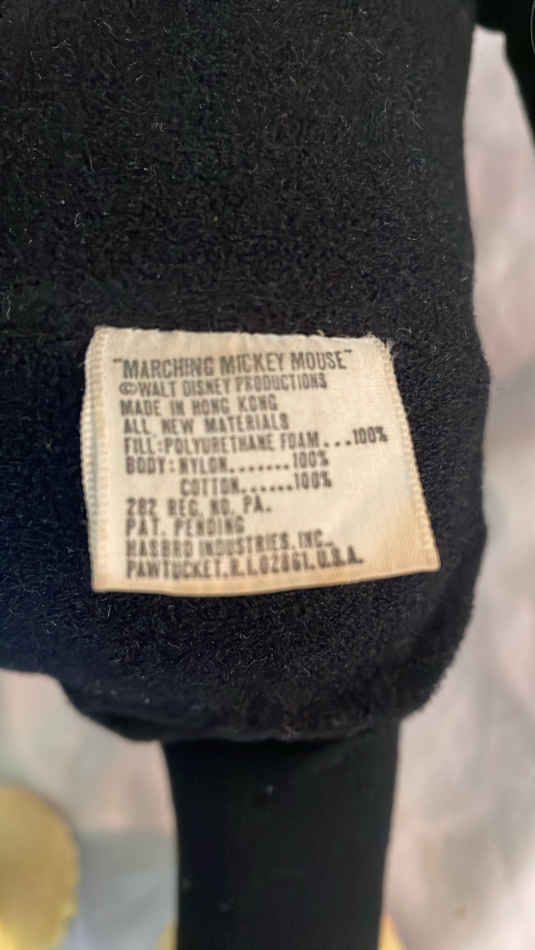 "MARCHING MICKEY MOUSE"
©WALT DISNEY PRODUCTIONS
MADE IN HONG KONG
ALL NEW MATERIALS
FILL:POLYURETHANE FOAM...100%
BODY:NYLON.......100%
COTTON......100%
282 REG. NO. PA.
PAT. PENDING
HASBRO INDUSTRIES, INC.,
PAWTUCKET, R.I. 02861, U.S.A.